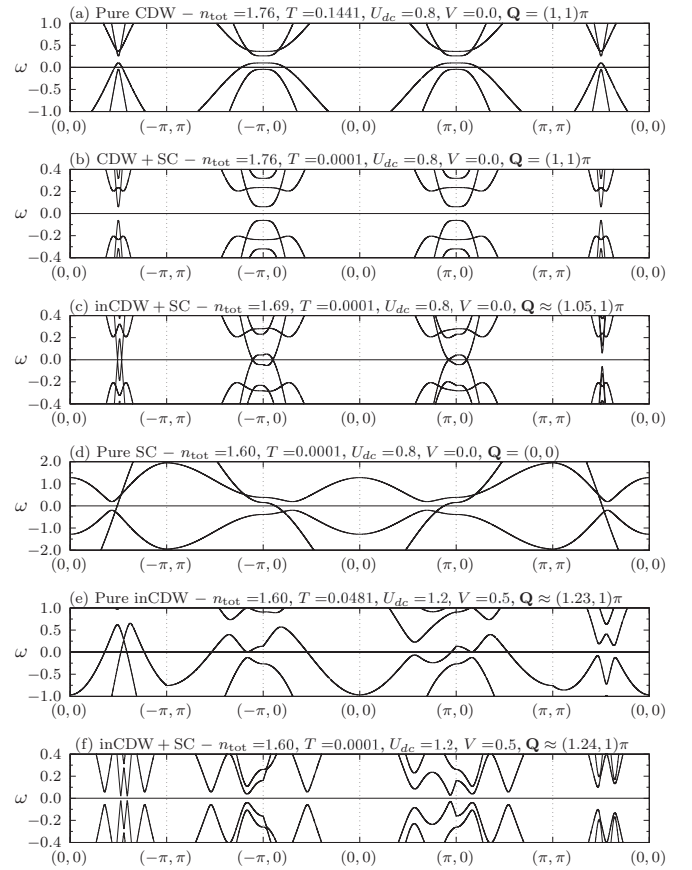 (a) Pure CDW − n_tot =1.76, T =0.1441, U_dc =0.8, V =0.0, Q = (1, 1)π
1.0
0.5
ω 0.0
−0.5
−1.0
(0, 0) (−π, π) (−π, 0) (0, 0) (π, 0) (π, π) (0, 0)
(b) CDW + SC − n_tot =1.76, T =0.0001, U_dc =0.8, V =0.0, Q = (1, 1)π
0.4
0.2
ω 0.0
−0.2
−0.4
(0, 0) (−π, π) (−π, 0) (0, 0) (π, 0) (π, π) (0, 0)
(c) inCDW + SC − n_tot =1.69, T =0.0001, U_dc =0.8, V =0.0, Q ≈ (1.05, 1)π
0.4
0.2
ω 0.0
−0.2
−0.4
(0, 0) (−π, π) (−π, 0) (0, 0) (π, 0) (π, π) (0, 0)
(d) Pure SC − n_tot =1.60, T =0.0001, U_dc =0.8, V =0.0, Q = (0, 0)
2.0
1.0
ω 0.0
−1.0
−2.0
(0, 0) (−π, π) (−π, 0) (0, 0) (π, 0) (π, π) (0, 0)
(e) Pure inCDW − n_tot =1.60, T =0.0481, U_dc =1.2, V =0.5, Q ≈ (1.23, 1)π
1.0
0.5
ω 0.0
−0.5
−1.0
(0, 0) (−π, π) (−π, 0) (0, 0) (π, 0) (π, π) (0, 0)
(f) inCDW + SC − n_tot =1.60, T =0.0001, U_dc =1.2, V =0.5, Q ≈ (1.24, 1)π
0.4
0.2
ω 0.0
−0.2
−0.4
(0, 0) (−π, π) (−π, 0) (0, 0) (π, 0) (π, π) (0, 0)